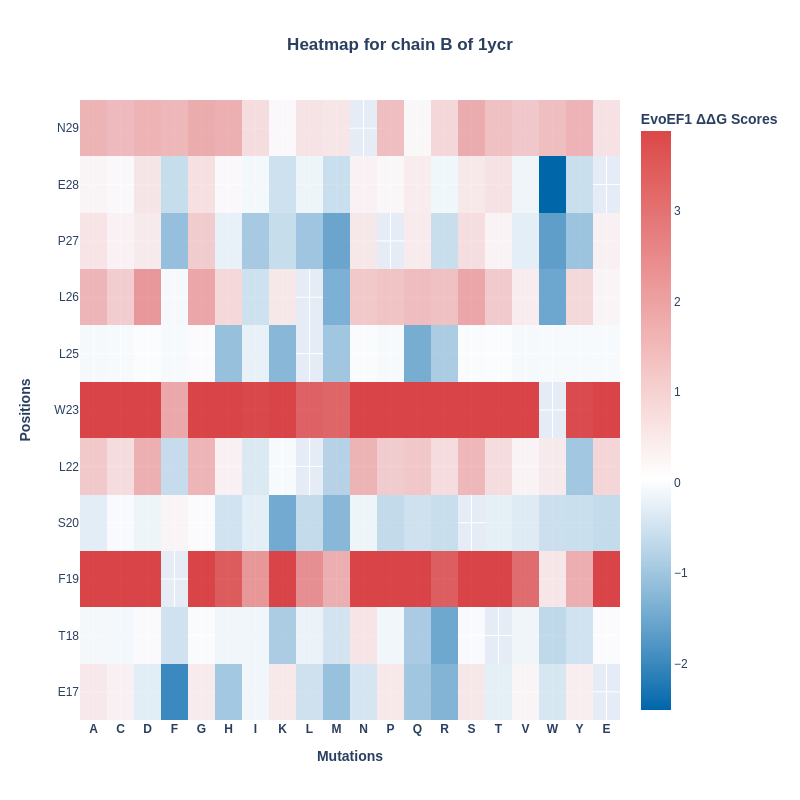 Heatmap for chain B of 1ycr
EvoEF1 ΔΔG Scores
N29
E28
P27
L26
L25
W23
L22
S20
F19
T18
E17
Positions
A C D F G H I K L M N P Q R S T V W Y E
Mutations
3
2
1
0
−1
−2